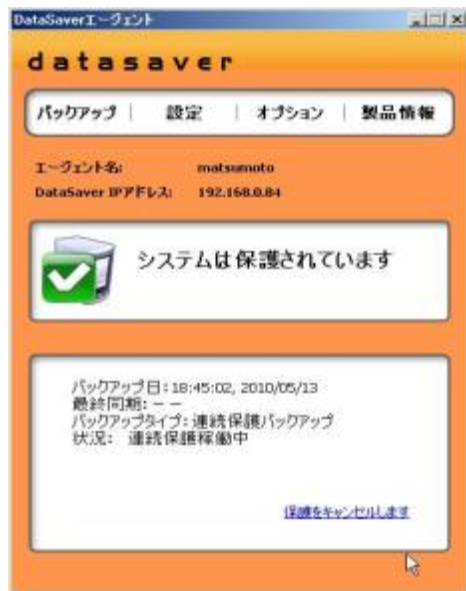 DataSaverエージェント
datasaver
バックアップ | 設定 | オプション | 製品情報
エージェント名: matsumoto
DataSaver IPアドレス: 192.168.0.84
システムは保護されています
バックアップ日:18:45:02, 2010/05/13
最終同期: − −
バックアップタイプ:連続保護バックアップ
状況: 連続保護稼働中
保護をキャンセルします